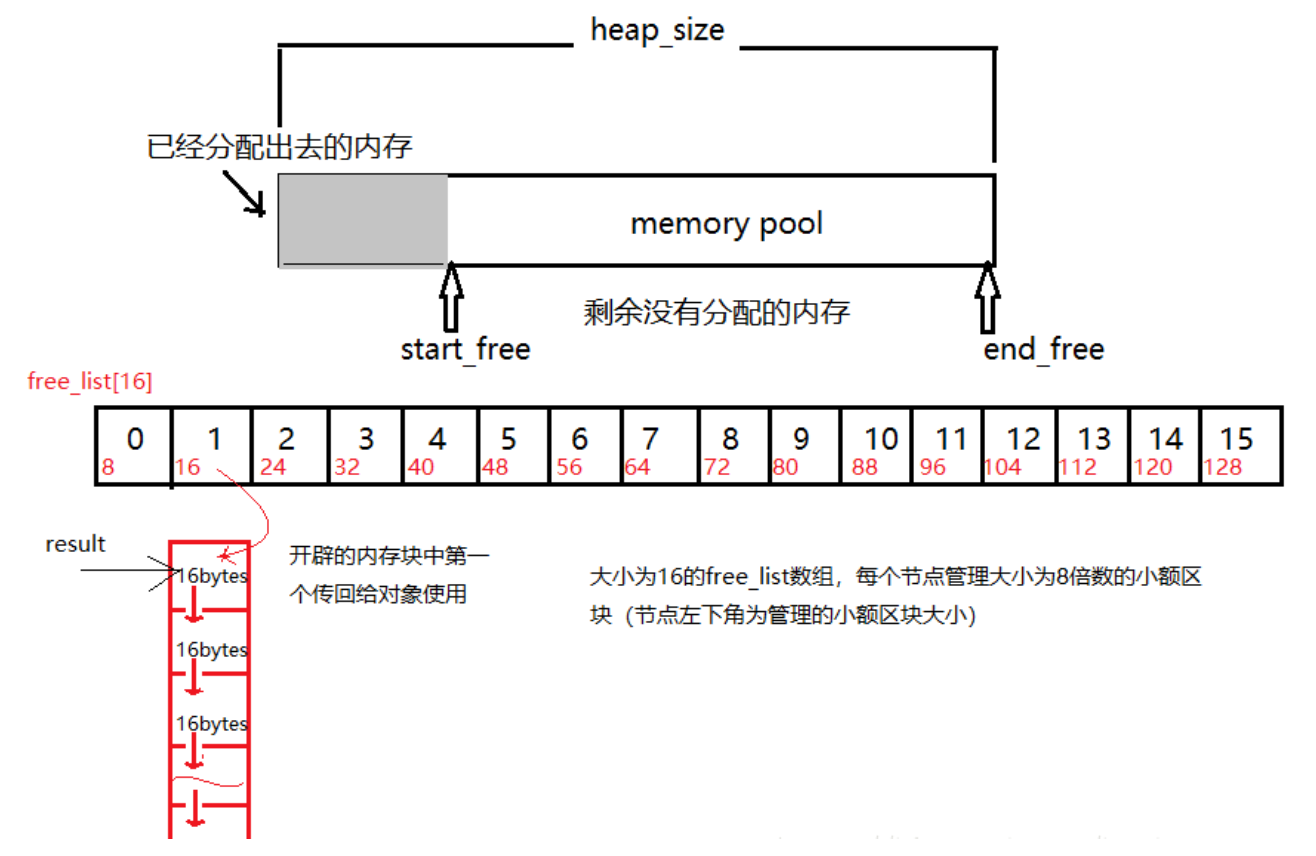 heap_size
已经分配出去的内存
memory pool
剩余没有分配的内存
start_free
end_free
free_list[16]
0 1 2 3 4 5 6 7 8 9 10 11 12 13 14 15
8 16 24 32 40 48 56 64 72 80 88 96 104 112 120 128
result
16bytes
16bytes
16bytes
开辟的内存块中第一
个传回给对象使用
大小为16的free_list数组，每个节点管理大小为8倍数的小额区
块（节点左下角为管理的小额区块大小）